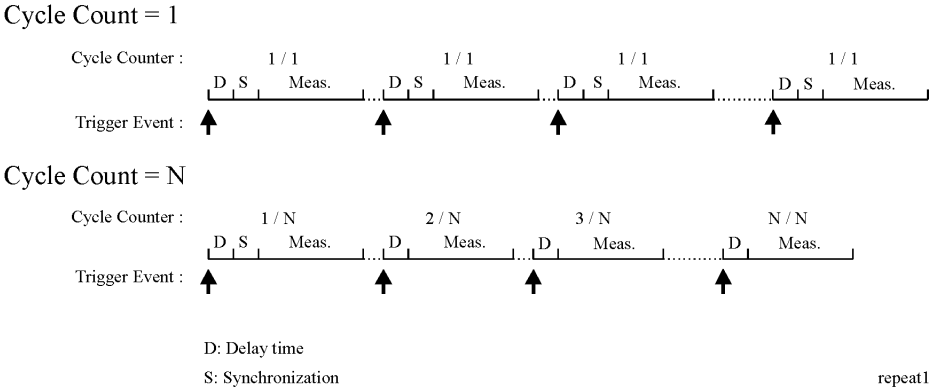 Cycle Count = 1
Cycle Counter : 1 / 1 1 / 1 1 / 1 1 / 1
D S Meas. D S Meas. D S Meas. D S Meas.
Trigger Event :
Cycle Count = N
Cycle Counter : 1 / N 2 / N 3 / N N / N
D S Meas. D Meas. D Meas. D Meas.
Trigger Event :
D: Delay time
S: Synchronization repeat1